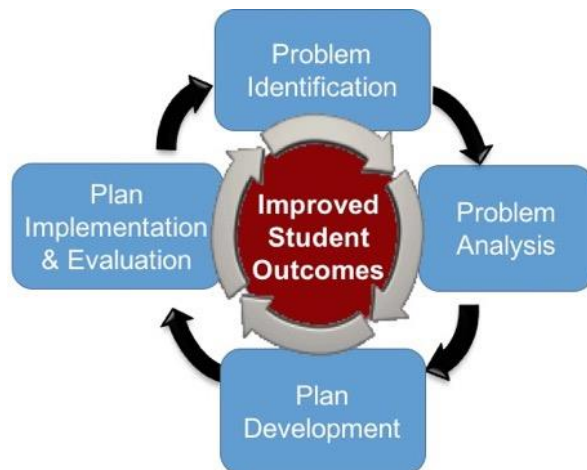 Problem
Identification
Problem
Analysis
Plan
Development
Plan
Implementation
& Evaluation
Improved
Student
Outcomes